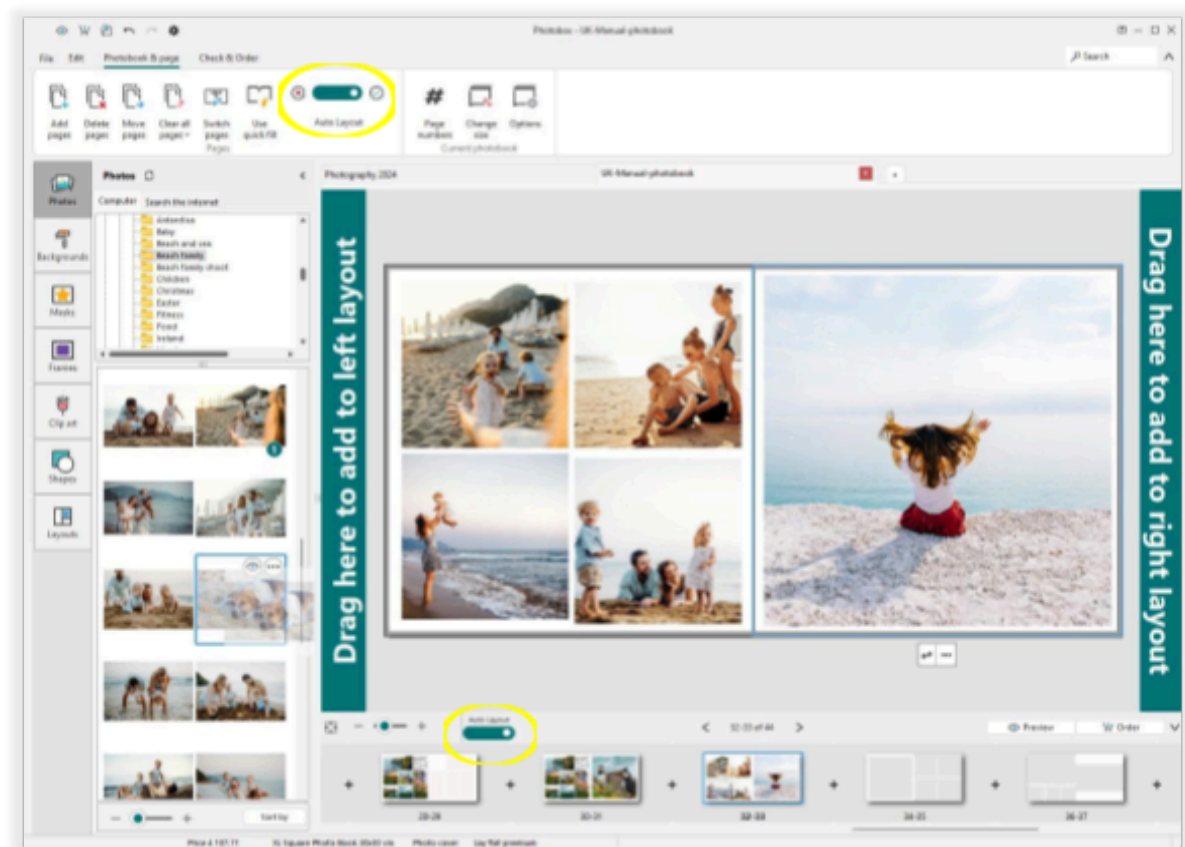 Photobox - UK-Manual-photobook
File Edit Photobook & page Check & Order
Search
Add pages
Delete pages
Move pages
Clear all pages
Switch pages
Use quick fill
Auto Layout
Page numbers
Change size
Options
Pages
Current photobook
Photos
Backgrounds
Masks
Frames
Clip art
Shapes
Layouts
Photos
Computer Search the internet
Baby
Beach and sea
Beach family
Beach family shoot
Children
Christmas
Easter
Fitness
Food
Ireland
1
Sort by
Photography 2024
UK-Manual-photobook
Drag here to add to left layout
Drag here to add to right layout
Auto Layout
32-33 of 44
Preview
Order
28-29
30-31
32-33
34-35
36-37
XL Square Photo Book 30x30 cm
Photo cover
Lay flat premium